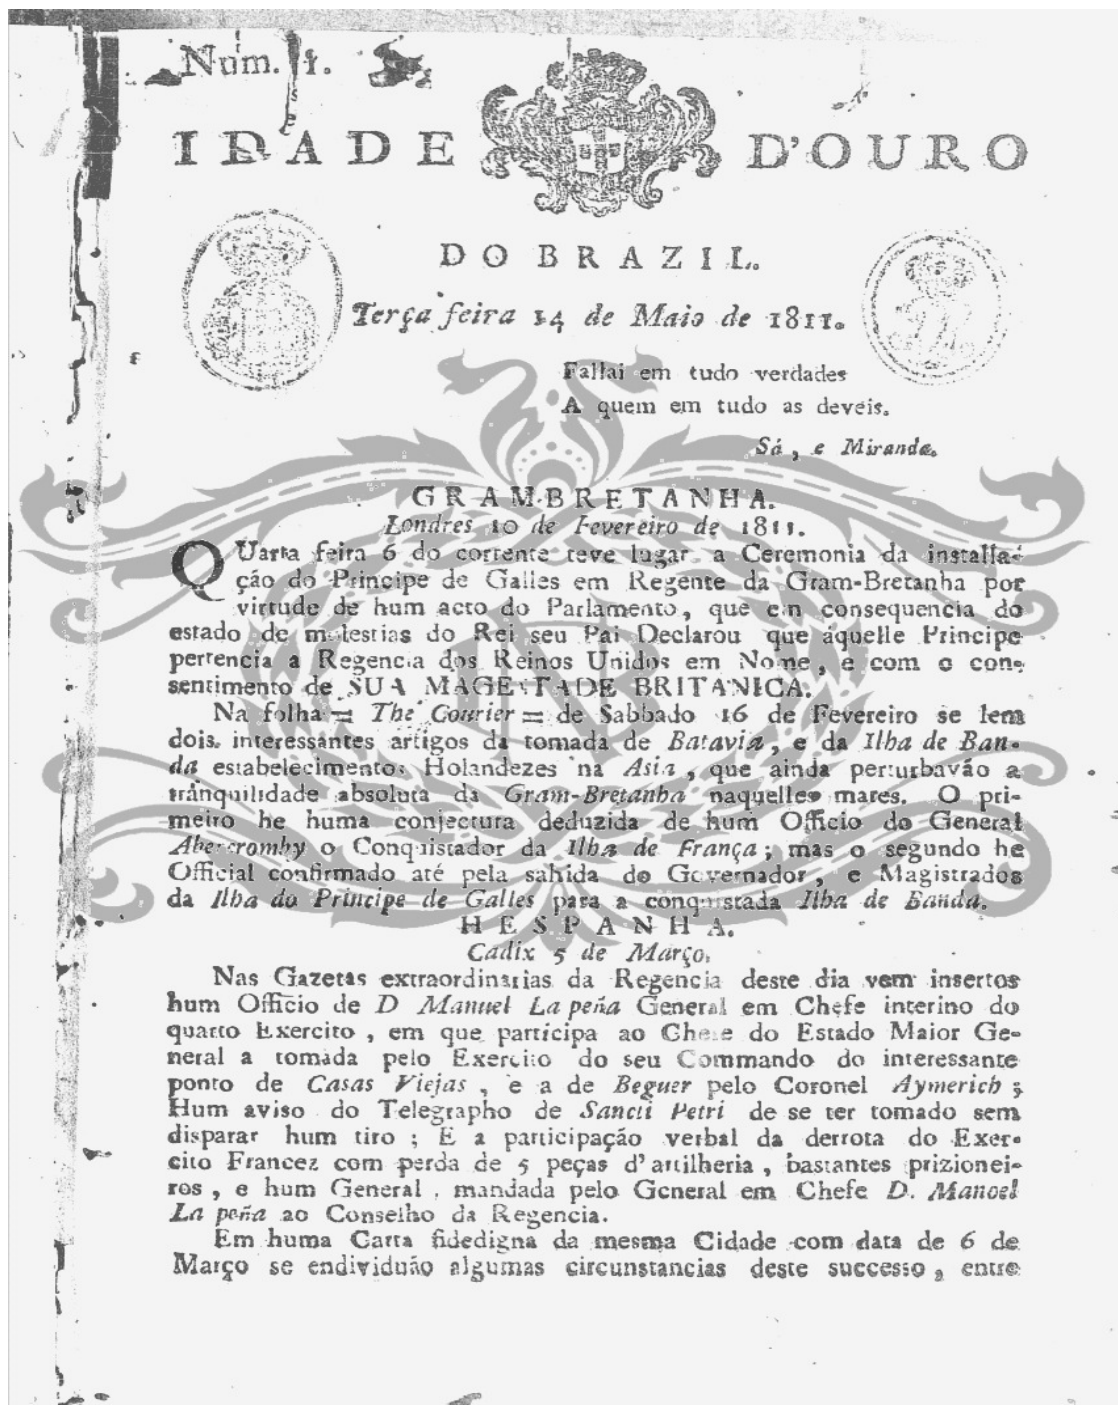 Num. 1.
IDADE D'OURO
DO BRAZIL.
Terça feira 14 de Maio de 1811.
Fallai em tudo verdades
A quem em tudo as deveis.
Sá, e Miranda.
GRAM-BRETANHA.
Londres 10 de Fevereiro de 1811.
QUarta feira 6 do corrente teve lugar a Ceremonia da installa-
ção do Principe de Galles em Regente da Gram-Bretanha por
virtude de hum acto do Parlamento, que em consequencia do
estado de molestias do Rei seu Pai Declarou que áquelle Principe
pertencia a Regencia dos Reinos Unidos em Nome, e com o con-
sentimento de SUA MAGESTADE BRITANICA.
Na folha = The Courier = de Sabbado 16 de Fevereiro se lem
dois interessantes artigos da tomada de Batavia, e da Ilha de Ban-
da estabelecimentos Holandezes na Asia, que ainda perturbavão a
tranquilidade absoluta da Gram-Bretanha naquelles mares. O pri-
meiro he huma conjectura deduzida de hum Officio do General
Abercromby o Conquistador da Ilha de França; mas o segundo he
Official confirmado até pela sahida do Governador, e Magistrados
da Ilha do Principe de Galles para a conquistada Ilha de Banda.
HESPANHA.
Cadix 5 de Março.
Nas Gazetas extraordinarias da Regencia deste dia vem insertos
hum Officio de D Manuel La peña General em Chefe interino do
quarto Exercito, em que participa ao Chefe do Estado Maior Ge-
neral a tomada pelo Exercito do seu Commando do interessante
ponto de Casas Viejas, e a de Beguer pelo Coronel Aymerich;
Hum aviso do Telegrapho de Sancti Petri de se ter tomado sem
disparar hum tiro; E a participação verbal da derrota do Exer-
cito Francez com perda de 5 peças d'artilheria, bastantes prizionei-
ros, e hum General, mandada pelo General em Chefe D. Manoel
La peña ao Conselho da Regencia.
Em huma Carta fidedigna da mesma Cidade com data de 6 de
Março se endividuão algumas circunstancias deste successo, entre